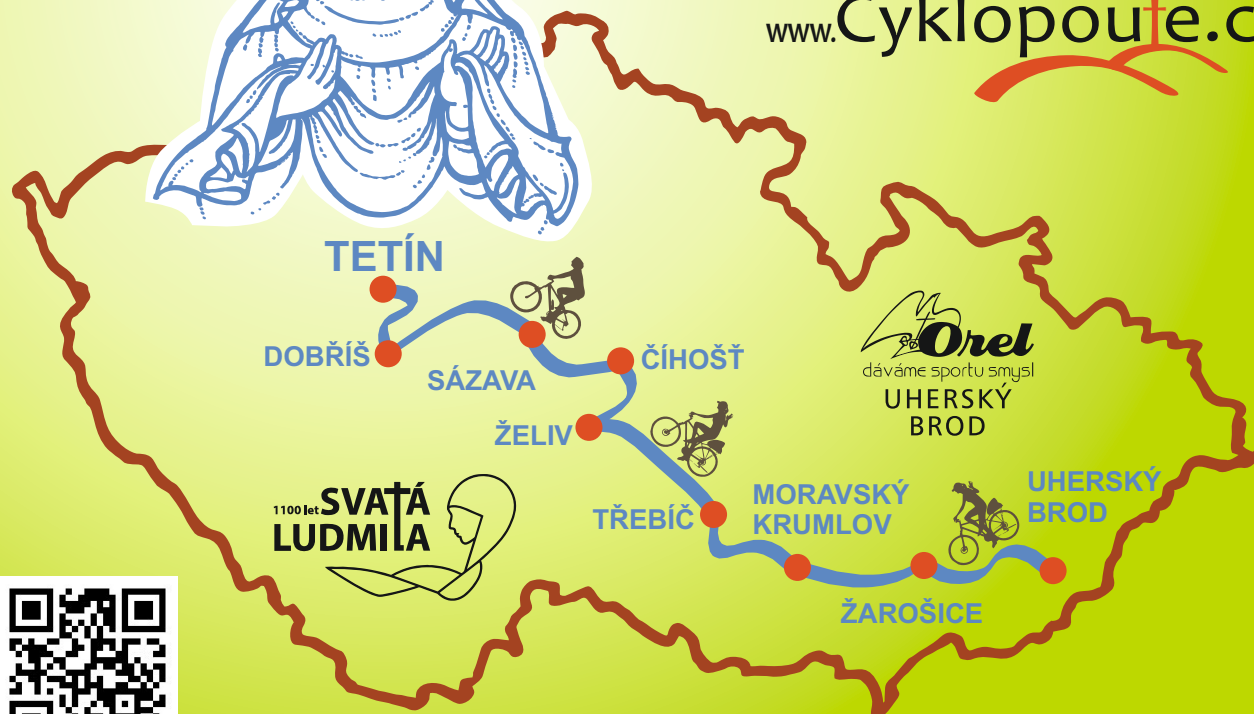 www.Cyklopoute.c
TETÍN
DOBŘÍŠ
SÁZAVA
ČÍHOŠŤ
ŽELIV
TŘEBÍČ
MORAVSKÝ
KRUMLOV
ŽAROŠICE
UHERSKÝ
BROD
Orel
dáváme sportu smysl
UHERSKÝ
BROD
1100 let SVATÁ
LUDMILA